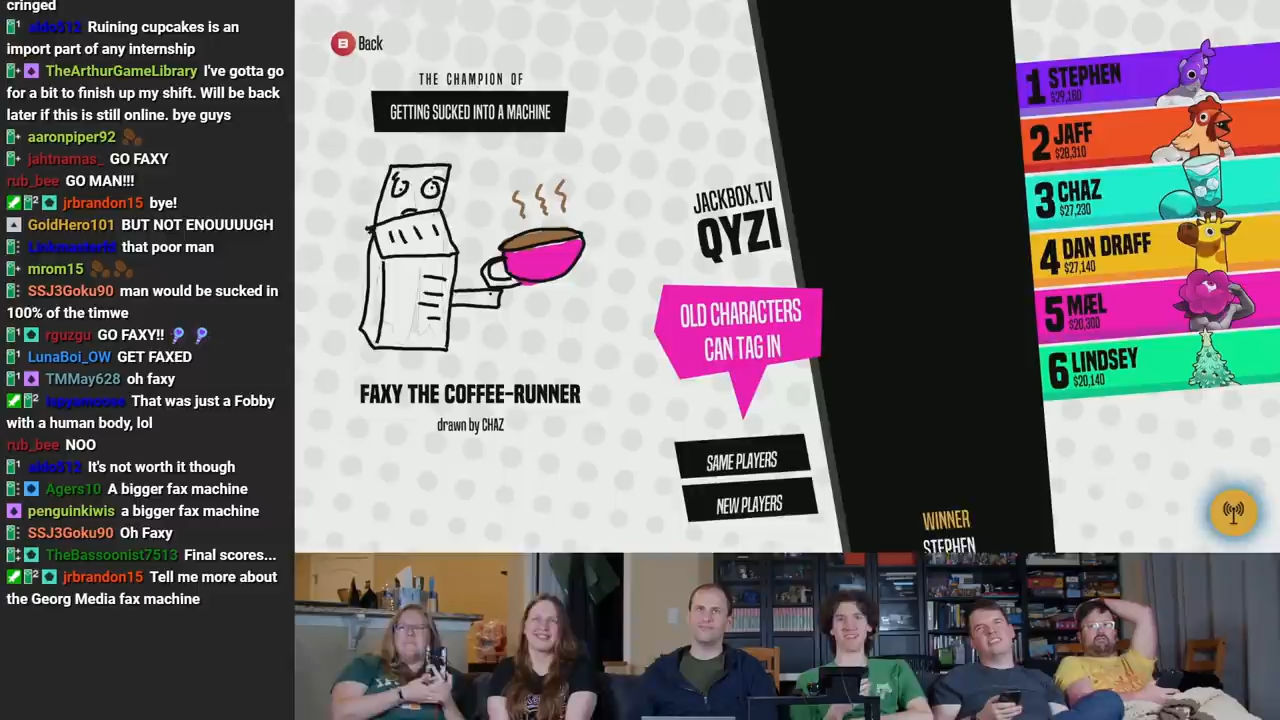 cringed
aldo512 Ruining cupcakes is an
import part of any internship
TheArthurGameLibrary I've gotta go
for a bit to finish up my shift. Will be back
later if this is still online. bye guys
aaronpiper92
jahtnamas_ GO FAXY
rub_bee GO MAN!!!
jrbrandon15 bye!
GoldHero101 BUT NOT ENOUUUUGH
that poor man
mrom15
SSJ3Goku90 man would be sucked in
100% of the timwe
rguzgu GO FAXY!!
LunaBoi_OW GET FAXED
TMMay628 oh faxy
That was just a Fobby
with a human body, lol
rub_bee NOO
aldo512 It's not worth it though
Agers10 A bigger fax machine
penguinkiwis a bigger fax machine
SSJ3Goku90 Oh Faxy
TheBassoonist7513 Final scores...
jrbrandon15 Tell me more about
the Georg Media fax machine
B Back
THE CHAMPION OF
GETTING SUCKED INTO A MACHINE
FAXY THE COFFEE-RUNNER
drawn by CHAZ
JACKBOX.TV
QYZI
OLD CHARACTERS
CAN TAG IN
SAME PLAYERS
NEW PLAYERS
WINNER
STEPHEN
1 STEPHEN
$29,160
2 JAFF
$28,310
3 CHAZ
$27,230
4 DAN DRAFF
$27,140
5 MÆL
$20,300
6 LINDSEY
$20,140